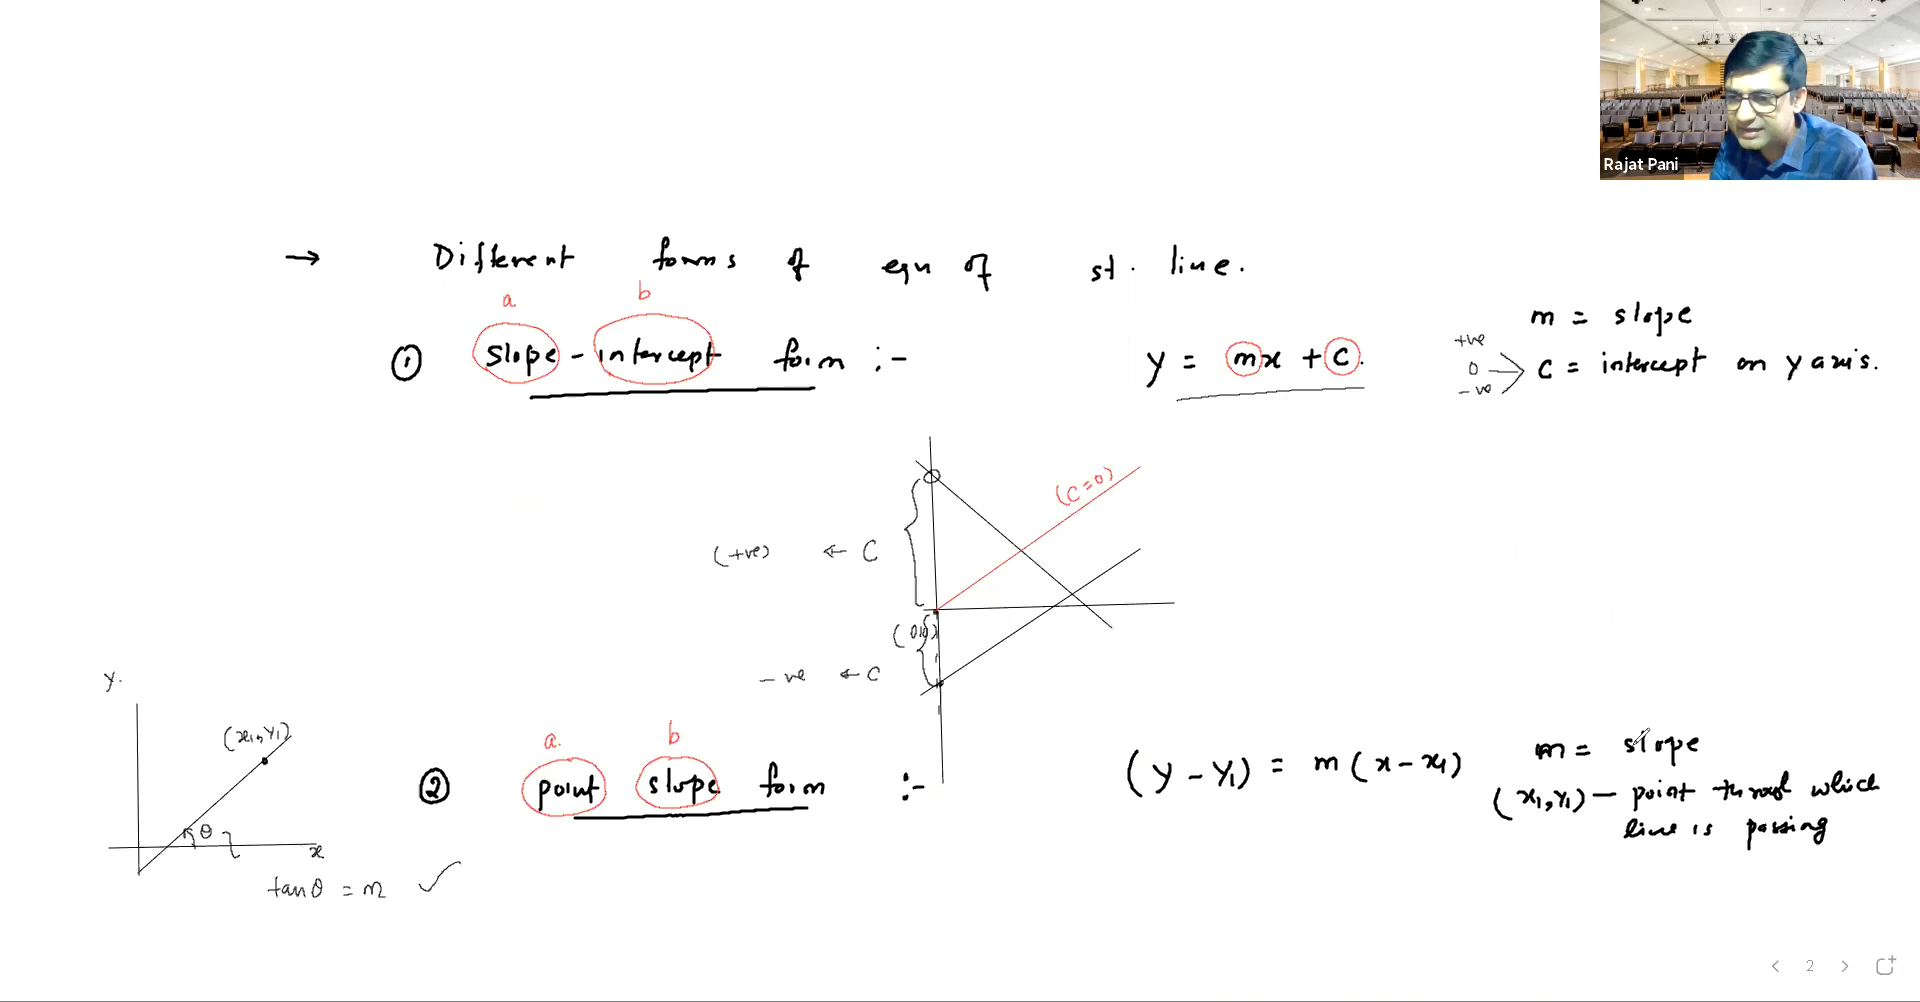 Rajat Pani
→ Different forms of eqn of st. line.
a b
① slope - intercept form :-
y = mx + c.
m = slope
+ve
0
- ve
c = intercept on y axis.
(c = 0)
(+ve) ← C
(0,0)
- ve ← C
y.
(x₁, y₁)
θ
x
tanθ = m ✓
a. b
② point slope form :-
(y - y₁) = m (x - x₁)
m = slope
(x₁, y₁) - point through which
line is passing
2